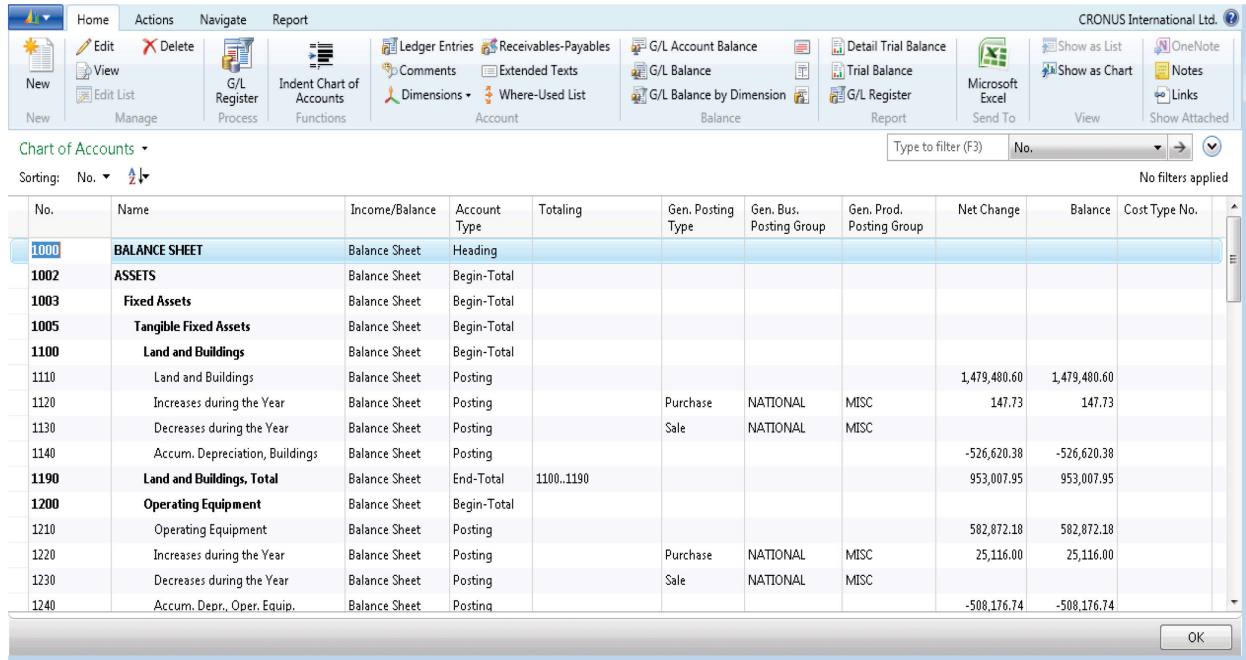 Home Actions Navigate Report CRONUS International Ltd.
New
Edit
View
Edit List
Delete
Manage
G/L Register
Process
Indent Chart of Accounts
Functions
Ledger Entries Receivables-Payables
Comments Extended Texts
Dimensions Where-Used List
Account
G/L Account Balance
G/L Balance
G/L Balance by Dimension
Balance
Detail Trial Balance
Trial Balance
G/L Register
Report
Microsoft Excel
Send To
Show as List
Show as Chart
View
OneNote
Notes
Links
Show Attached
New
Chart of Accounts Type to filter (F3) No.
Sorting: No. No filters applied
No. Name Income/Balance Account Type Totaling Gen. Posting Type Gen. Bus. Posting Group Gen. Prod. Posting Group Net Change Balance Cost Type No.
1000 BALANCE SHEET Balance Sheet Heading
1002 ASSETS Balance Sheet Begin-Total
1003 Fixed Assets Balance Sheet Begin-Total
1005 Tangible Fixed Assets Balance Sheet Begin-Total
1100 Land and Buildings Balance Sheet Begin-Total
1110 Land and Buildings Balance Sheet Posting 1,479,480.60 1,479,480.60
1120 Increases during the Year Balance Sheet Posting Purchase NATIONAL MISC 147.73 147.73
1130 Decreases during the Year Balance Sheet Posting Sale NATIONAL MISC
1140 Accum. Depreciation, Buildings Balance Sheet Posting -526,620.38 -526,620.38
1190 Land and Buildings, Total Balance Sheet End-Total 1100..1190 953,007.95 953,007.95
1200 Operating Equipment Balance Sheet Begin-Total
1210 Operating Equipment Balance Sheet Posting 582,872.18 582,872.18
1220 Increases during the Year Balance Sheet Posting Purchase NATIONAL MISC 25,116.00 25,116.00
1230 Decreases during the Year Balance Sheet Posting Sale NATIONAL MISC
1240 Accum. Depr., Oper. Equip. Balance Sheet Posting -508,176.74 -508,176.74
OK